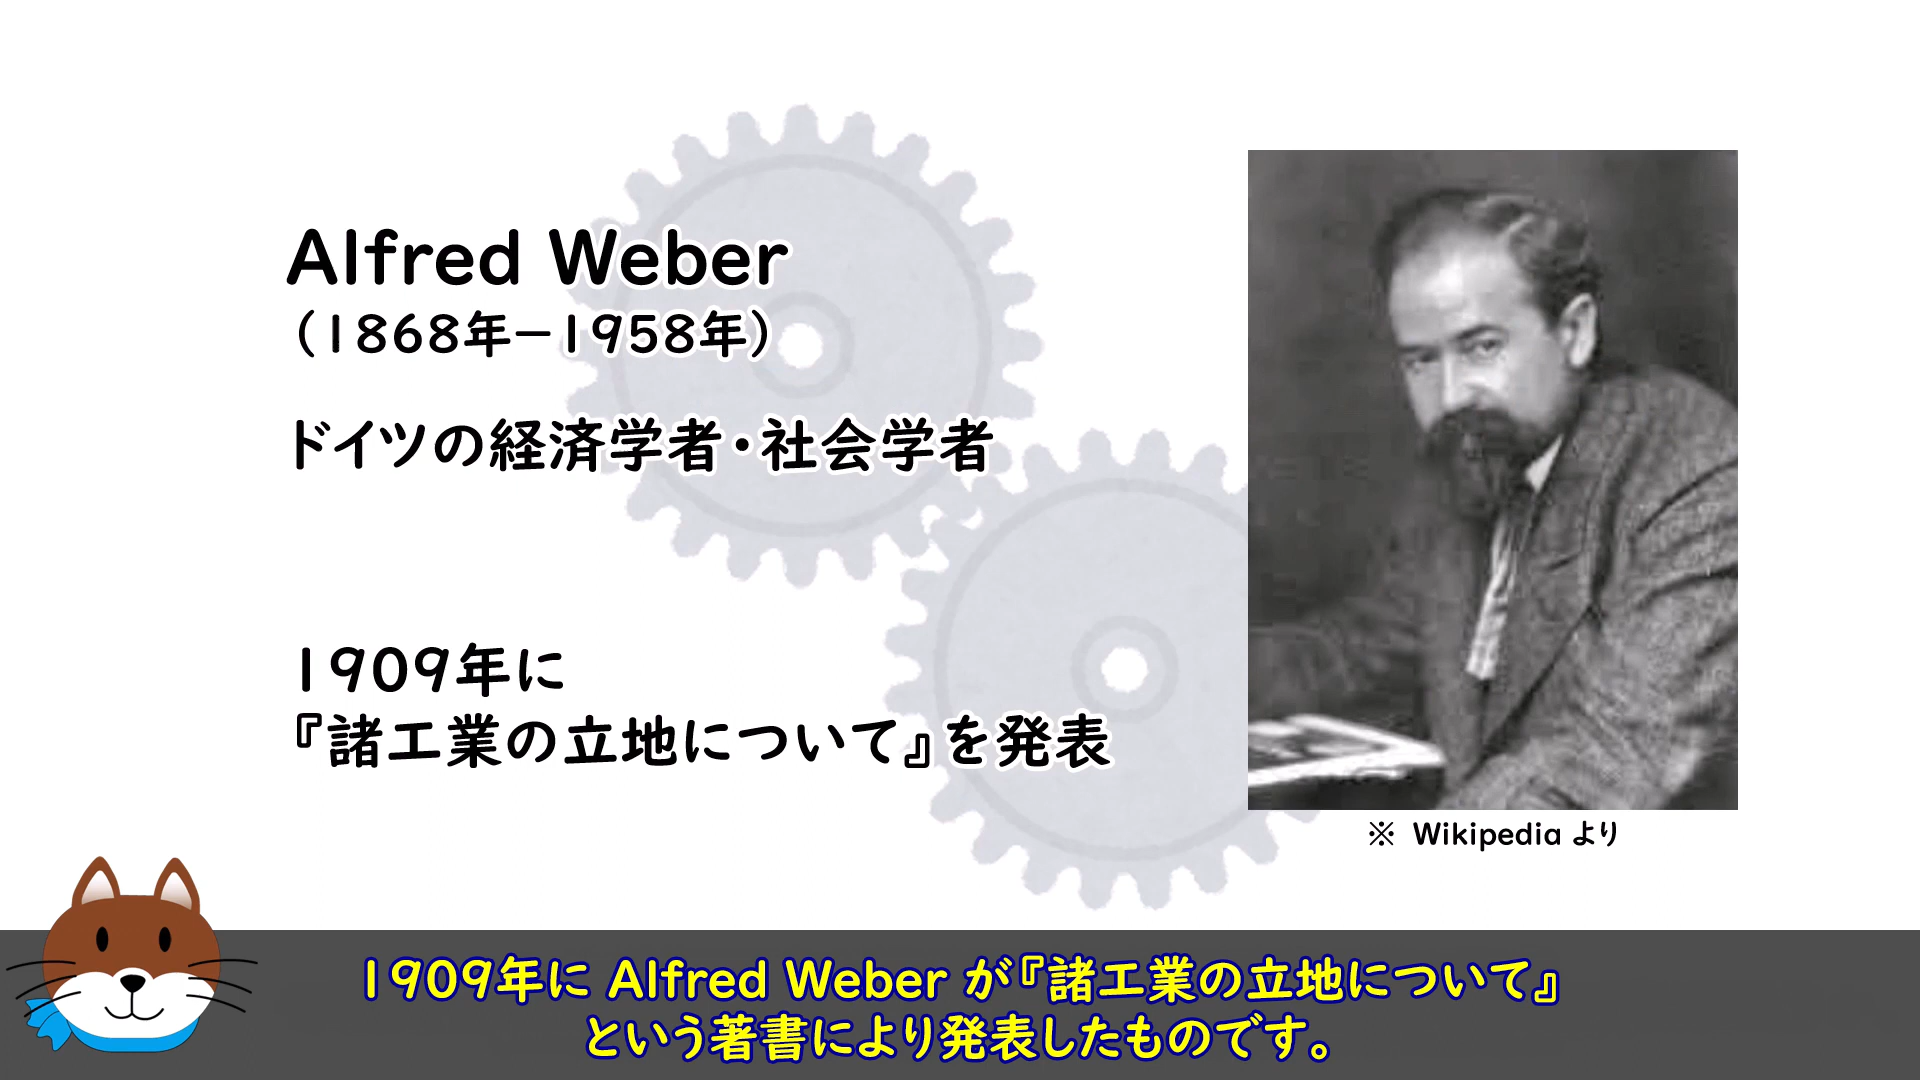 Alfred Weber
（1868年－1958年）
ドイツの経済学者・社会学者
1909年に
『諸工業の立地について』を発表
※ Wikipedia より
1909年に Alfred Weber が『諸工業の立地について』
という著書により発表したものです。